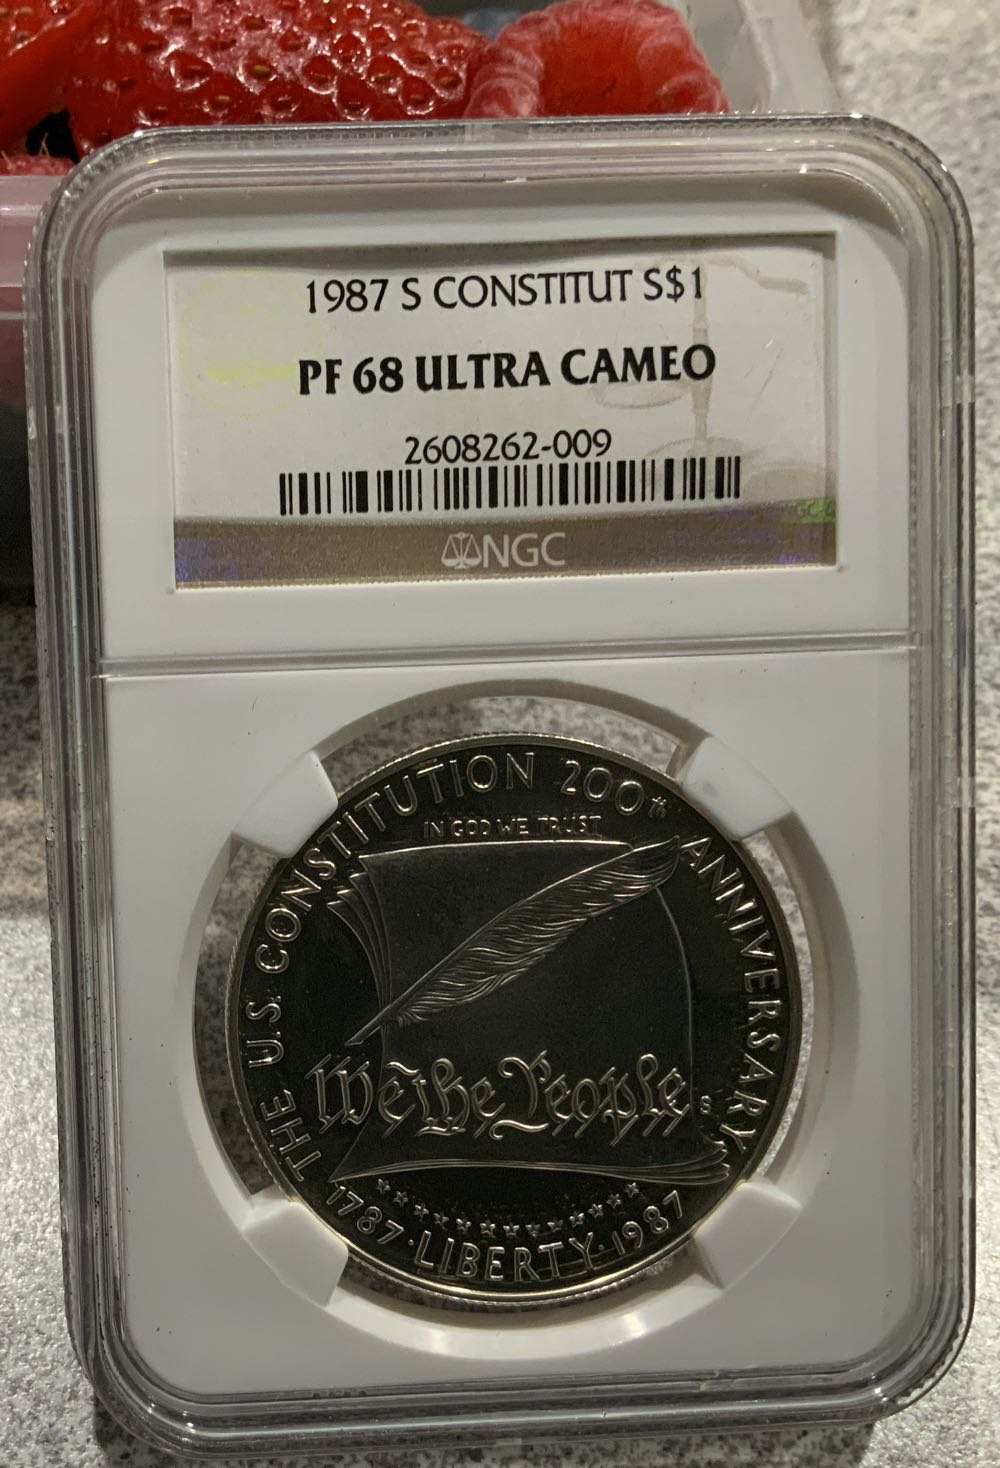 1987 S CONSTITUT S$1
PF 68 ULTRA CAMEO
2608262-009
NGC
THE U.S. CONSTITUTION 200th ANNIVERSARY
IN GOD WE TRUST
We the People
S
1787 · LIBERTY · 1987